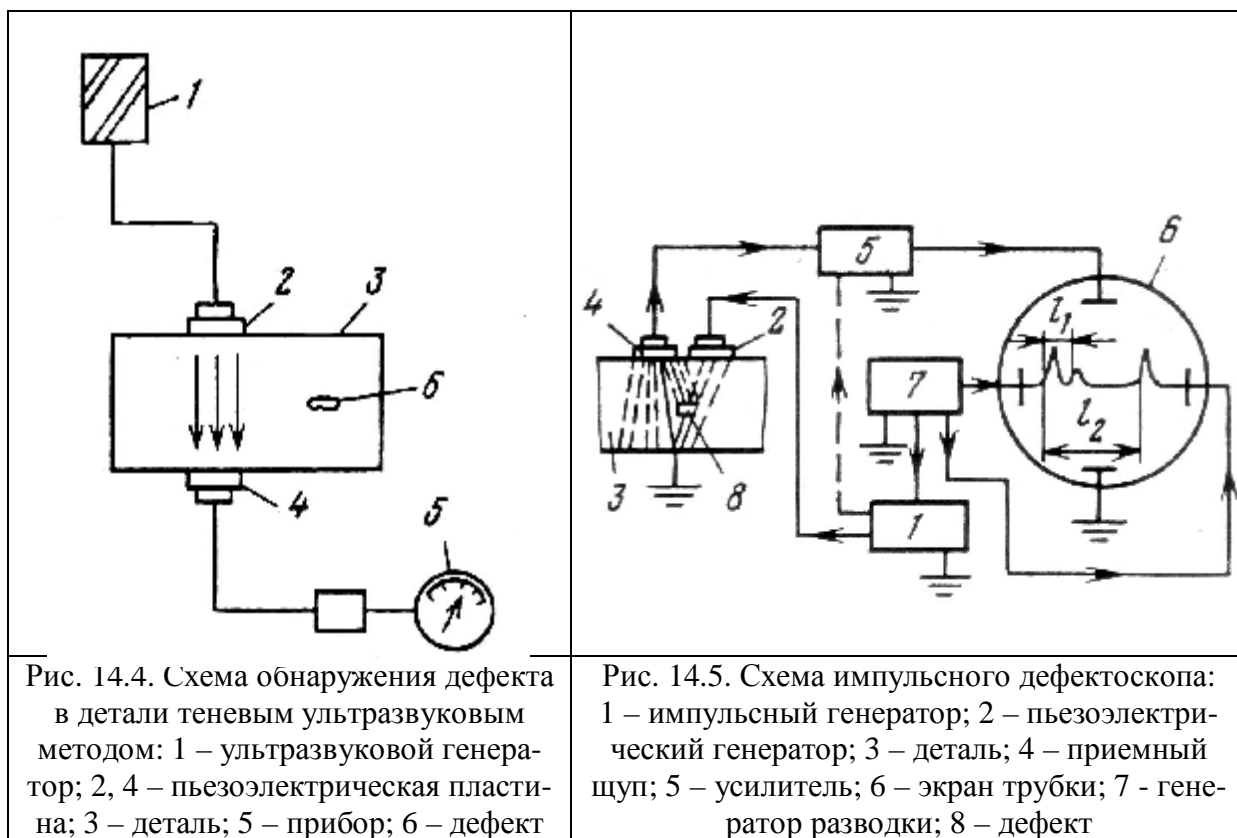 1
2
3
6
4
5
6
5
4
2
l₁
7
l₂
3
8
1
Рис. 14.4. Схема обнаружения дефекта
в детали теневым ультразвуковым
методом: 1 – ультразвуковой генера-
тор; 2, 4 – пьезоэлектрическая пласти-
на; 3 – деталь; 5 – прибор; 6 – дефект
Рис. 14.5. Схема импульсного дефектоскопа:
1 – импульсный генератор; 2 – пьезоэлектри-
ческий генератор; 3 – деталь; 4 – приемный
щуп; 5 – усилитель; 6 – экран трубки; 7 - гене-
ратор разводки; 8 – дефект